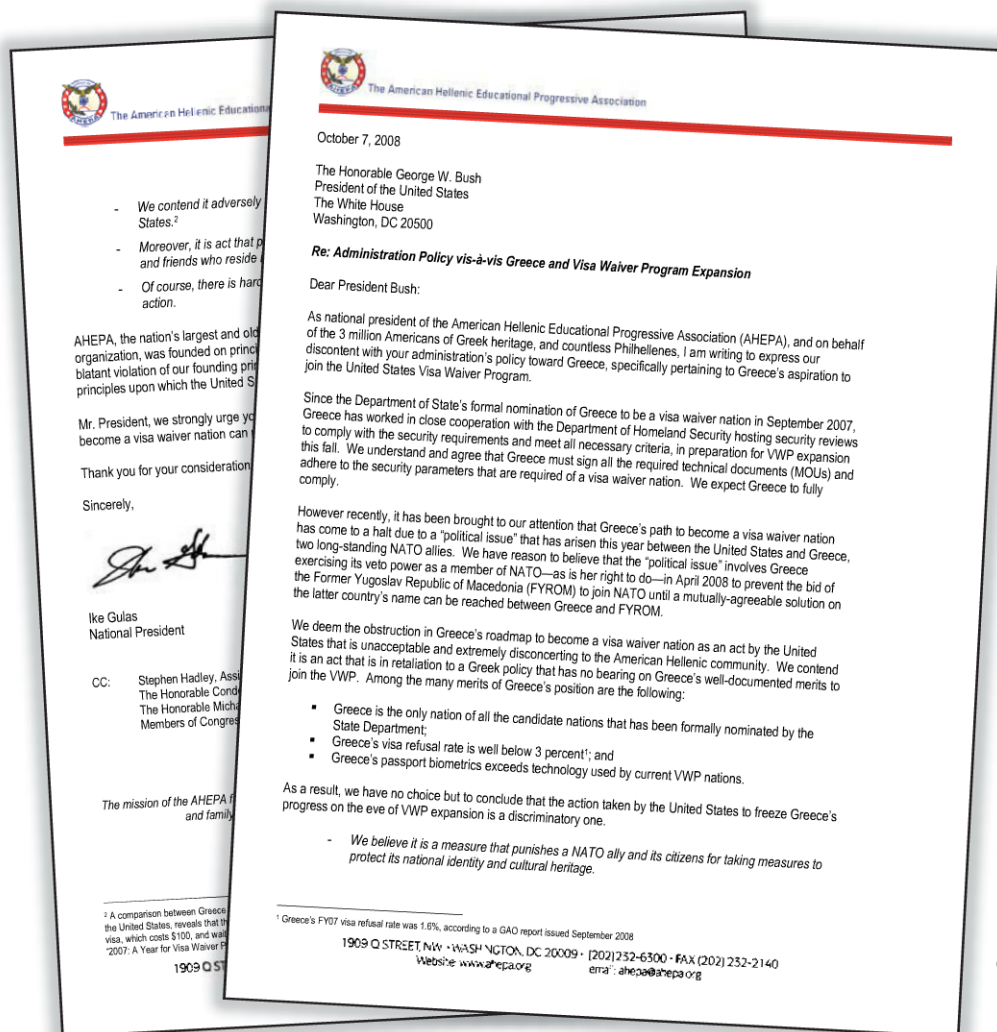 The American Hellenic Educational Progressive Association
October 7, 2008
The Honorable George W. Bush
President of the United States
The White House
Washington, DC 20500
Re: Administration Policy vis-à-vis Greece and Visa Waiver Program Expansion
Dear President Bush:
As national president of the American Hellenic Educational Progressive Association (AHEPA), and on behalf
of the 3 million Americans of Greek heritage, and countless Philhellenes, I am writing to express our
discontent with your administration's policy toward Greece, specifically pertaining to Greece's aspiration to
join the United States Visa Waiver Program.
Since the Department of State's formal nomination of Greece to be a visa waiver nation in September 2007,
Greece has worked in close cooperation with the Department of Homeland Security hosting security reviews
to comply with the security requirements and meet all necessary criteria, in preparation for VWP expansion
this fall. We understand and agree that Greece must sign all the required technical documents (MOUs) and
adhere to the security parameters that are required of a visa waiver nation. We expect Greece to fully
comply.
However recently, it has been brought to our attention that Greece's path to become a visa waiver nation
has come to a halt due to a "political issue" that has arisen this year between the United States and Greece,
two long-standing NATO allies. We have reason to believe that the "political issue" involves Greece
exercising its veto power as a member of NATO—as is her right to do—in April 2008 to prevent the bid of
the Former Yugoslav Republic of Macedonia (FYROM) to join NATO until a mutually-agreeable solution on
the latter country's name can be reached between Greece and FYROM.
We deem the obstruction in Greece's roadmap to become a visa waiver nation as an act by the United
States that is unacceptable and extremely disconcerting to the American Hellenic community. We contend
it is an act that is in retaliation to a Greek policy that has no bearing on Greece's well-documented merits to
join the VWP. Among the many merits of Greece's position are the following:
▪ Greece is the only nation of all the candidate nations that has been formally nominated by the
State Department;
▪ Greece's visa refusal rate is well below 3 percent¹; and
▪ Greece's passport biometrics exceeds technology used by current VWP nations.
As a result, we have no choice but to conclude that the action taken by the United States to freeze Greece's
progress on the eve of VWP expansion is a discriminatory one.
- We believe it is a measure that punishes a NATO ally and its citizens for taking measures to
protect its national identity and cultural heritage.
¹ Greece's FY07 visa refusal rate was 1.6%, according to a GAO report issued September 2008
1909 Q STREET, NW • WASHINGTON, DC 20009 • (202)232-6300 • FAX (202) 232-2140
Website: www.ahepa.org email: ahepa@ahepa.org
AHEPA
The American Hellenic Educationa
- We contend it adversely
States.²
- Moreover, it is act that p
and friends who reside
- Of course, there is hard
action.
AHEPA, the nation's largest and old
organization, was founded on princi
blatant violation of our founding pri
principles upon which the United S
Mr. President, we strongly urge yo
become a visa waiver nation can
Thank you for your consideration
Sincerely,
Ike Gulas
National President
CC: Stephen Hadley, Assi
The Honorable Cond
The Honorable Micha
Members of Congres
The mission of the AHEPA f
and family
² A comparison between Greece
the United States, reveals that th
visa, which costs $100, and wai
"2007: A Year for Visa Waiver P
1909 Q ST